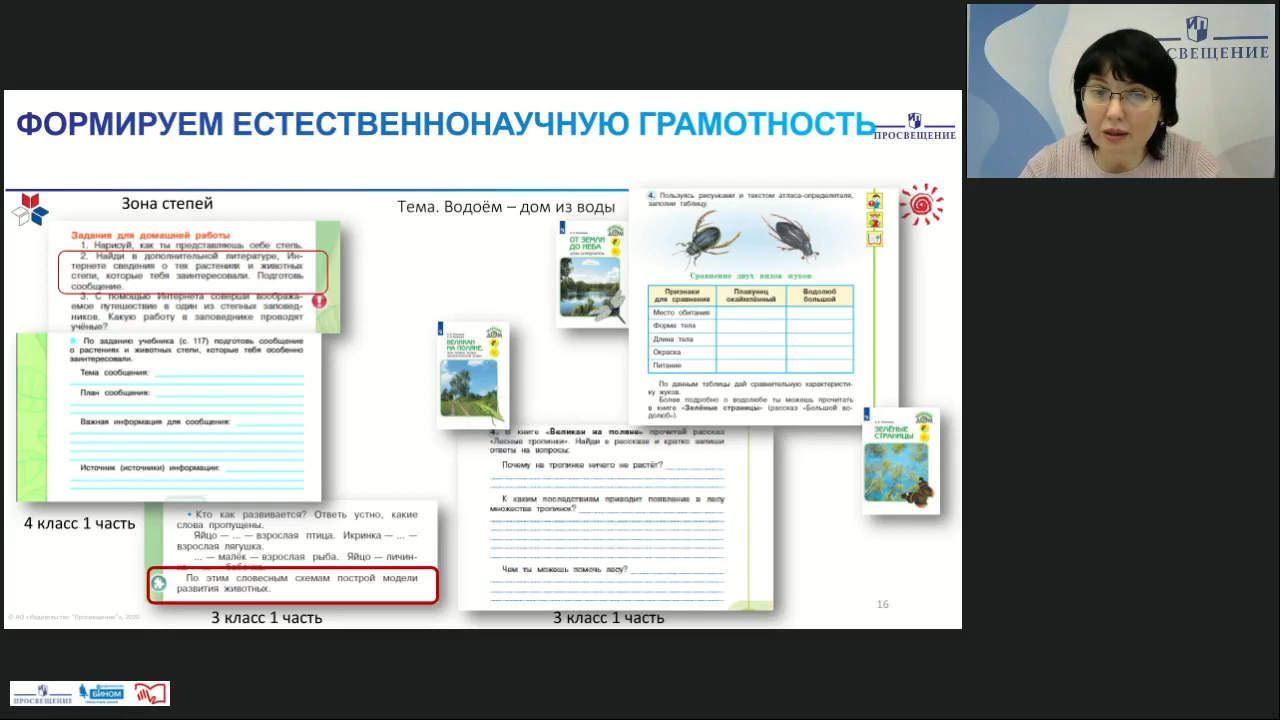 ПРОСВЕЩЕНИЕ
ФОРМИРУЕМ ЕСТЕСТВЕННОНАУЧНУЮ ГРАМОТНОСТЬ
ПРОСВЕЩЕНИЕ
Зона степей
Задания для домашней работы
1. Нарисуй, как ты представляешь себе степь.
2. Найди в дополнительной литературе, Ин-
тернете сведения о тех растениях и животных
степи, которые тебя заинтересовали. Подготовь
сообщение.
3. С помощью Интернета соверши вообража-
емое путешествие в один из степных заповед-
ников. Какую работу в заповеднике проводят
учёные?
9. По заданию учебника (с. 117) подготовь сообщение
о растениях и животных степи, которые тебя особенно
заинтересовали.
Тема сообщения:
План сообщения:
Важная информация для сообщения:
Источник (источники) информации:
4 класс 1 часть
• Кто как развивается? Ответь устно, какие
слова пропущены.
Яйцо — ... — взрослая птица. Икринка — ... —
взрослая лягушка.
... — малёк — взрослая рыба. Яйцо — личин-
ка — ... — бабочка.
По этим словесным схемам построй модели
развития животных.
3 класс 1 часть
Тема. Водоём – дом из воды
ОТ ЗЕМЛИ
ДО НЕБА
ВЕЛИКАН
НА ПОЛЯНЕ,
4. Пользуясь рисунками и текстом атласа-определителя,
заполни таблицу.
Сравнение двух видов жуков
Признаки для сравнения Плавунец окаймлённый Водолюб большой
Место обитания
Форма тела
Длина тела
Окраска
Питание
По данным таблицы дай сравнительную характеристи-
ку жуков.
Более подробно о водолюбе ты можешь прочитать
в книге «Зелёные страницы» (рассказ «Большой во-
долюб»).
ЗЕЛЁНЫЕ
СТРАНИЦЫ
4. В книге «Великан на поляне» прочитай рассказ
«Лесные тропинки». Найди в рассказе и кратко запиши
ответы на вопросы:
Почему на тропинке ничего не растёт?
К каким последствиям приводит появление в лесу
множества тропинок?
Чем ты можешь помочь лесу?
3 класс 1 часть
16
© АО «Издательство "Просвещение"», 2020
ПРОСВЕЩЕНИЕ
БИНОМ